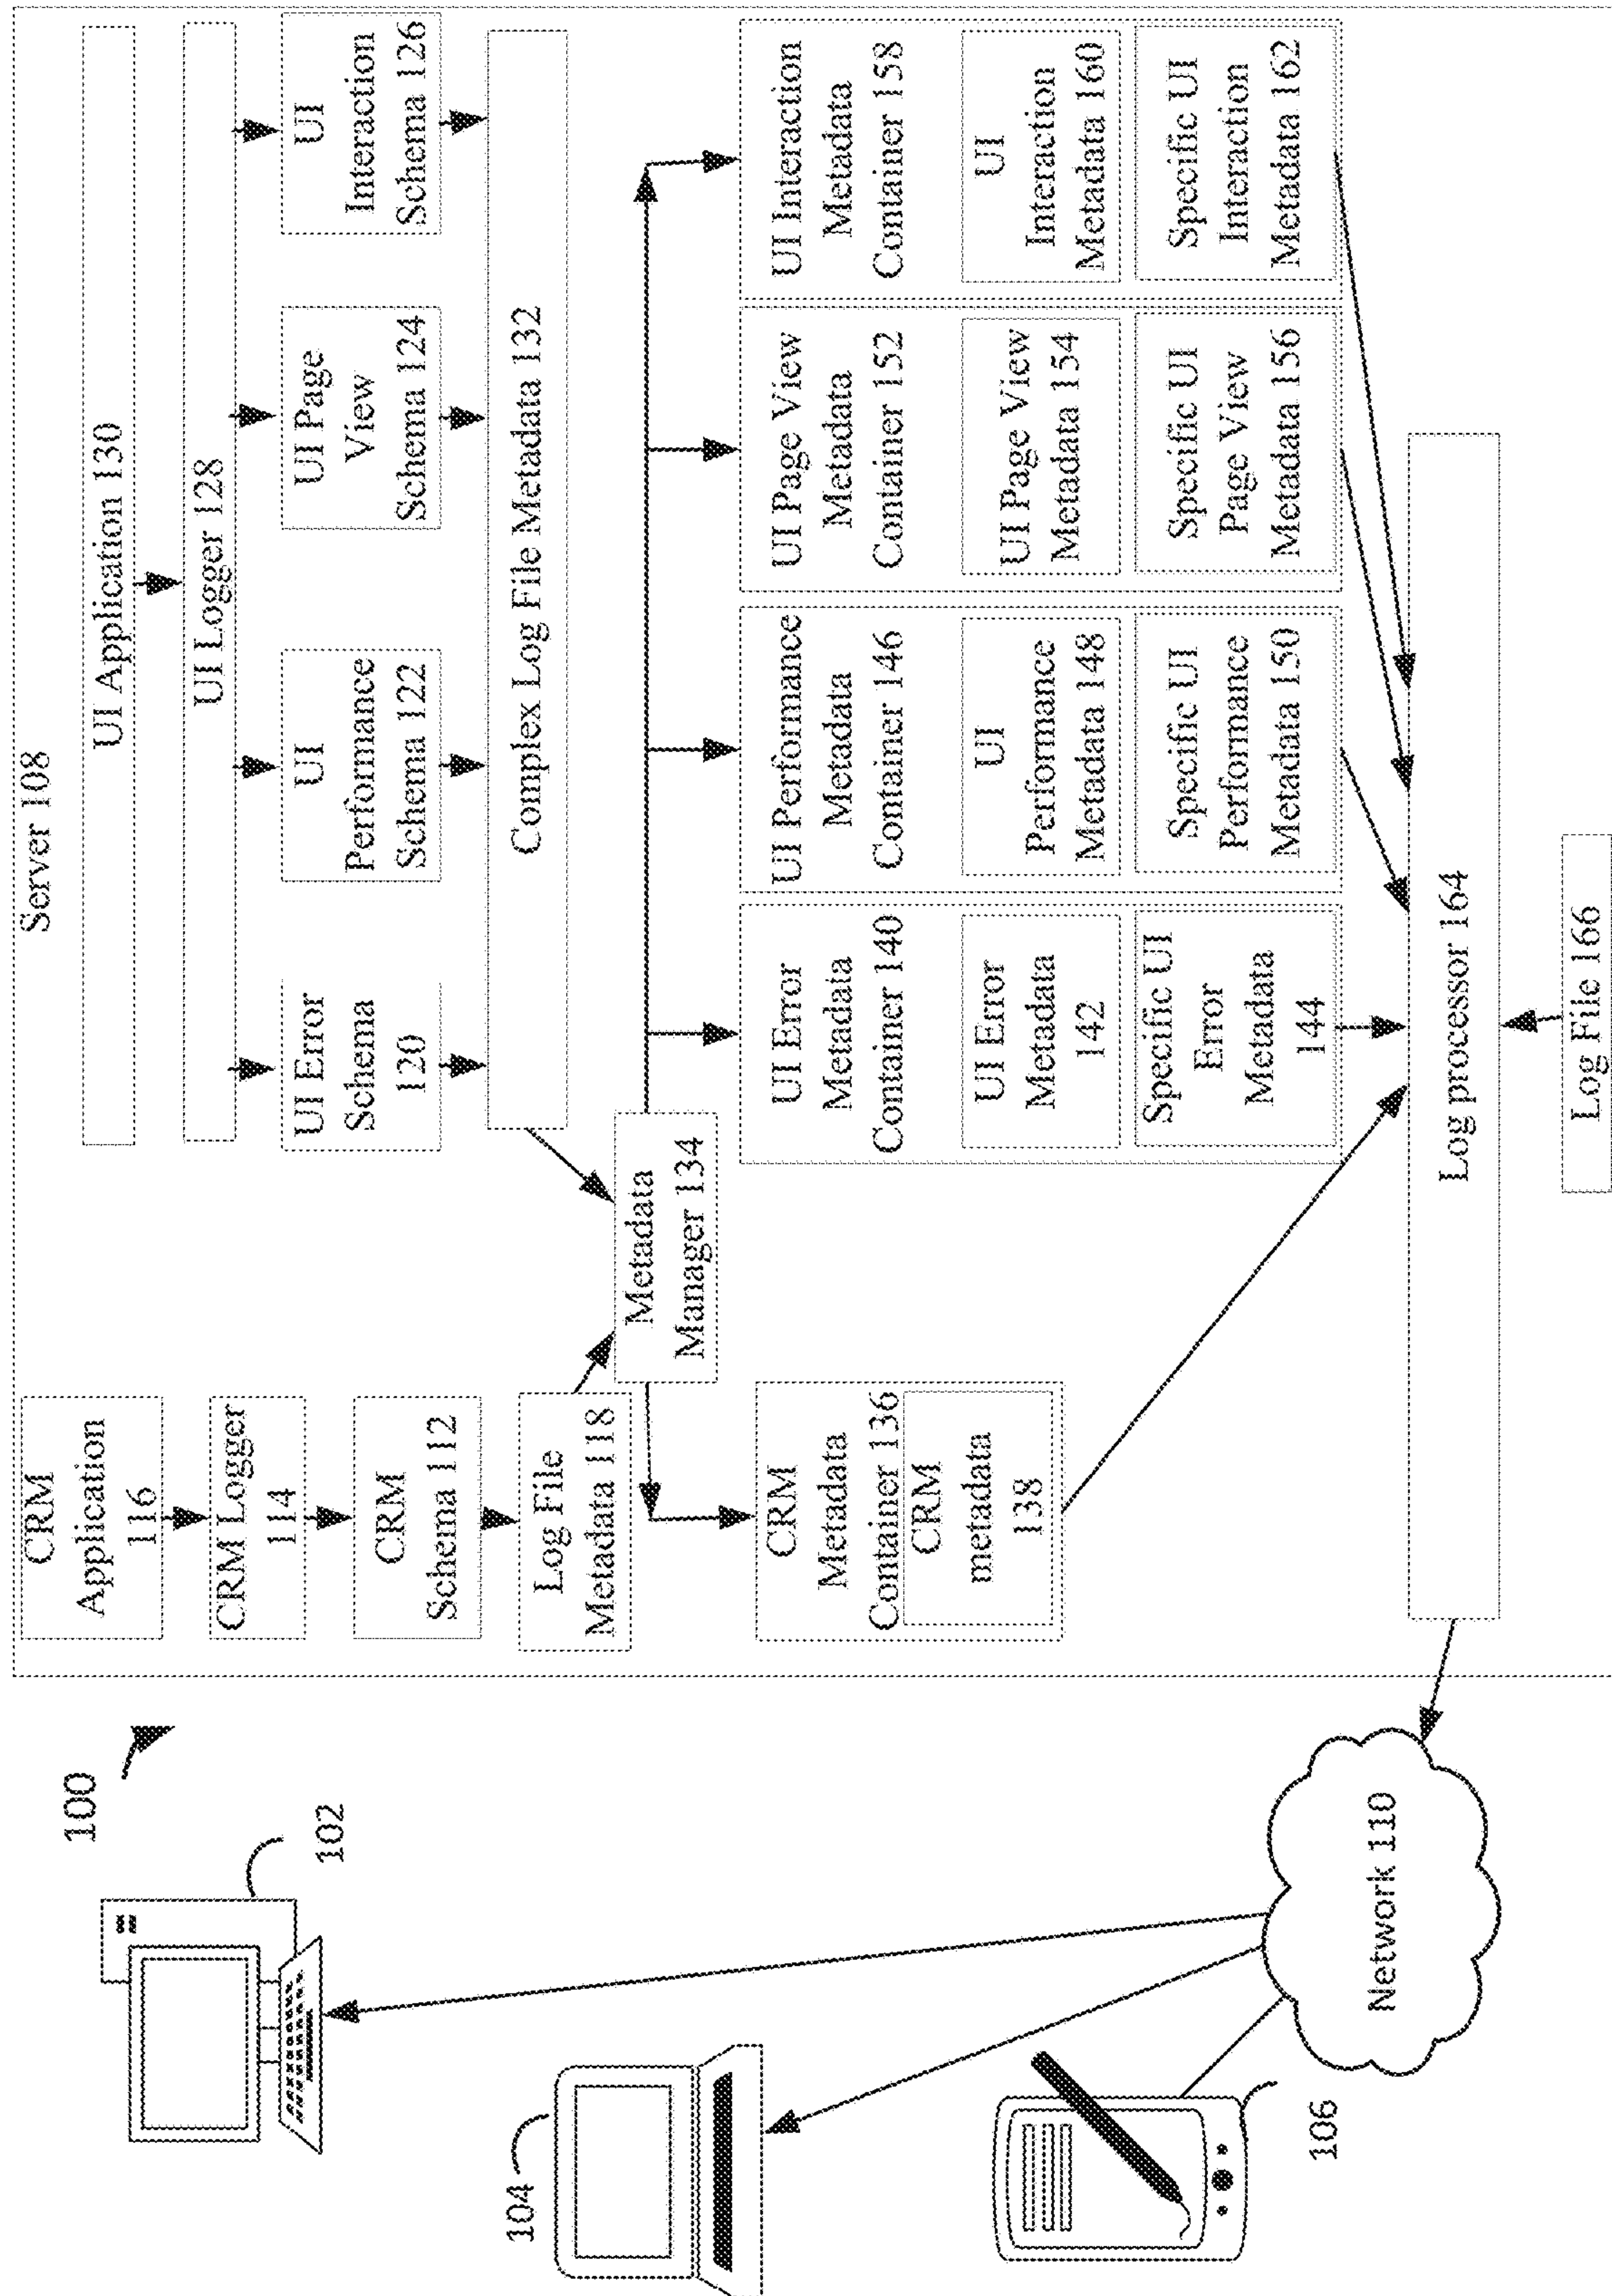 100
102
104
106
Network 110
Server 108
CRM
Application
116
CRM Logger
114
CRM
Schema 112
Log File
Metadata 118
UI Application 130
UI Logger 128
UI Error
Schema
120
UI
Performance
Schema 122
UI Page
View
Schema 124
UI
Interaction
Schema 126
Complex Log File Metadata 132
Metadata
Manager 134
CRM
Metadata
Container 136
CRM
metadata
138
UI Error
Metadata
Container 140
UI Error
Metadata
142
Specific UI
Error
Metadata
144
UI Performance
Metadata
Container 146
UI
Performance
Metadata 148
Specific UI
Performance
Metadata 150
UI Page View
Metadata
Container 152
UI Page View
Metadata 154
Specific UI
Page View
Metadata 156
UI Interaction
Metadata
Container 158
UI
Interaction
Metadata 160
Specific UI
Interaction
Metadata 162
Log processor 164
Log File 166